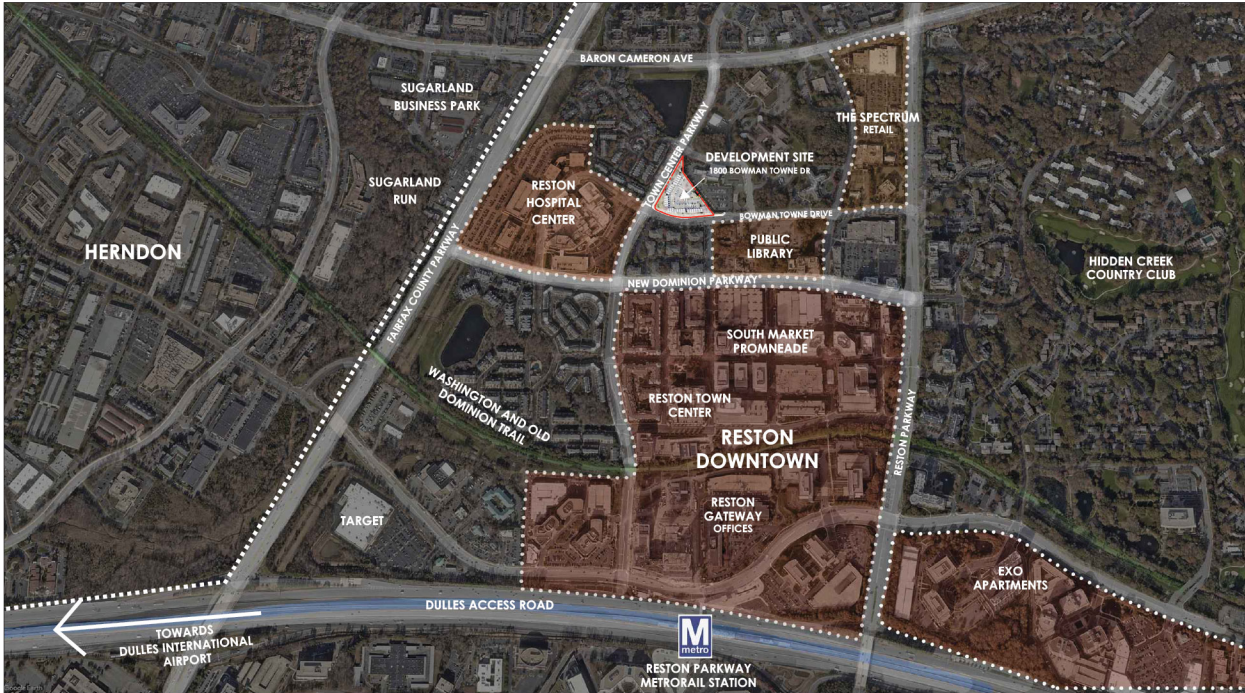 BARON CAMERON AVE
SUGARLAND
BUSINESS PARK
TOWN CENTER PARKWAY
THE SPECTRUM
RETAIL
DEVELOPMENT SITE
1800 BOWMAN TOWNE DR
SUGARLAND
RUN
RESTON
HOSPITAL
CENTER
BOWMAN TOWNE DRIVE
PUBLIC
LIBRARY
HERNDON
HIDDEN CREEK
COUNTRY CLUB
FAIRFAX COUNTY PARKWAY
NEW DOMINION PARKWAY
SOUTH MARKET
PROMNEADE
WASHINGTON AND OLD
DOMINION TRAIL
RESTON TOWN
CENTER
RESTON
DOWNTOWN
RESTON PARKWAY
TARGET
RESTON
GATEWAY
OFFICES
EXO
APARTMENTS
DULLES ACCESS ROAD
TOWARDS
DULLES INTERNATIONAL
AIRPORT
M
metro
RESTON PARKWAY
METRORAIL STATION
Google Earth